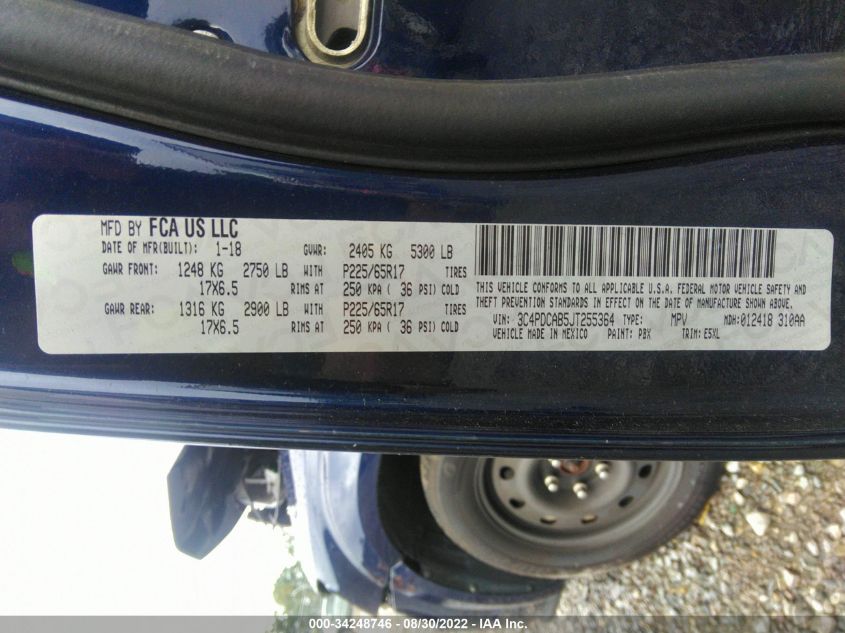 MFD BY FCA US LLC
DATE OF MFR(BUILT): 1-18 GVWR: 2405 KG 5300 LB
GAWR FRONT: 1248 KG 2750 LB WITH P225/65R17 TIRES
17X6.5 RIMS AT 250 KPA ( 36 PSI) COLD
GAWR REAR: 1316 KG 2900 LB WITH P225/65R17 TIRES
17X6.5 RIMS AT 250 KPA ( 36 PSI) COLD
THIS VEHICLE CONFORMS TO ALL APPLICABLE U.S.A. FEDERAL MOTOR VEHICLE SAFETY AND
THEFT PREVENTION STANDARDS IN EFFECT ON THE DATE OF MANUFACTURE SHOWN ABOVE.
VIN: 3C4PDCAB5JT255364 TYPE: MPV MDH: 012418 310AA
VEHICLE MADE IN MEXICO PAINT: PBX TRIM: E5XL
000-34248746 - 08/30/2022 - IAA Inc.